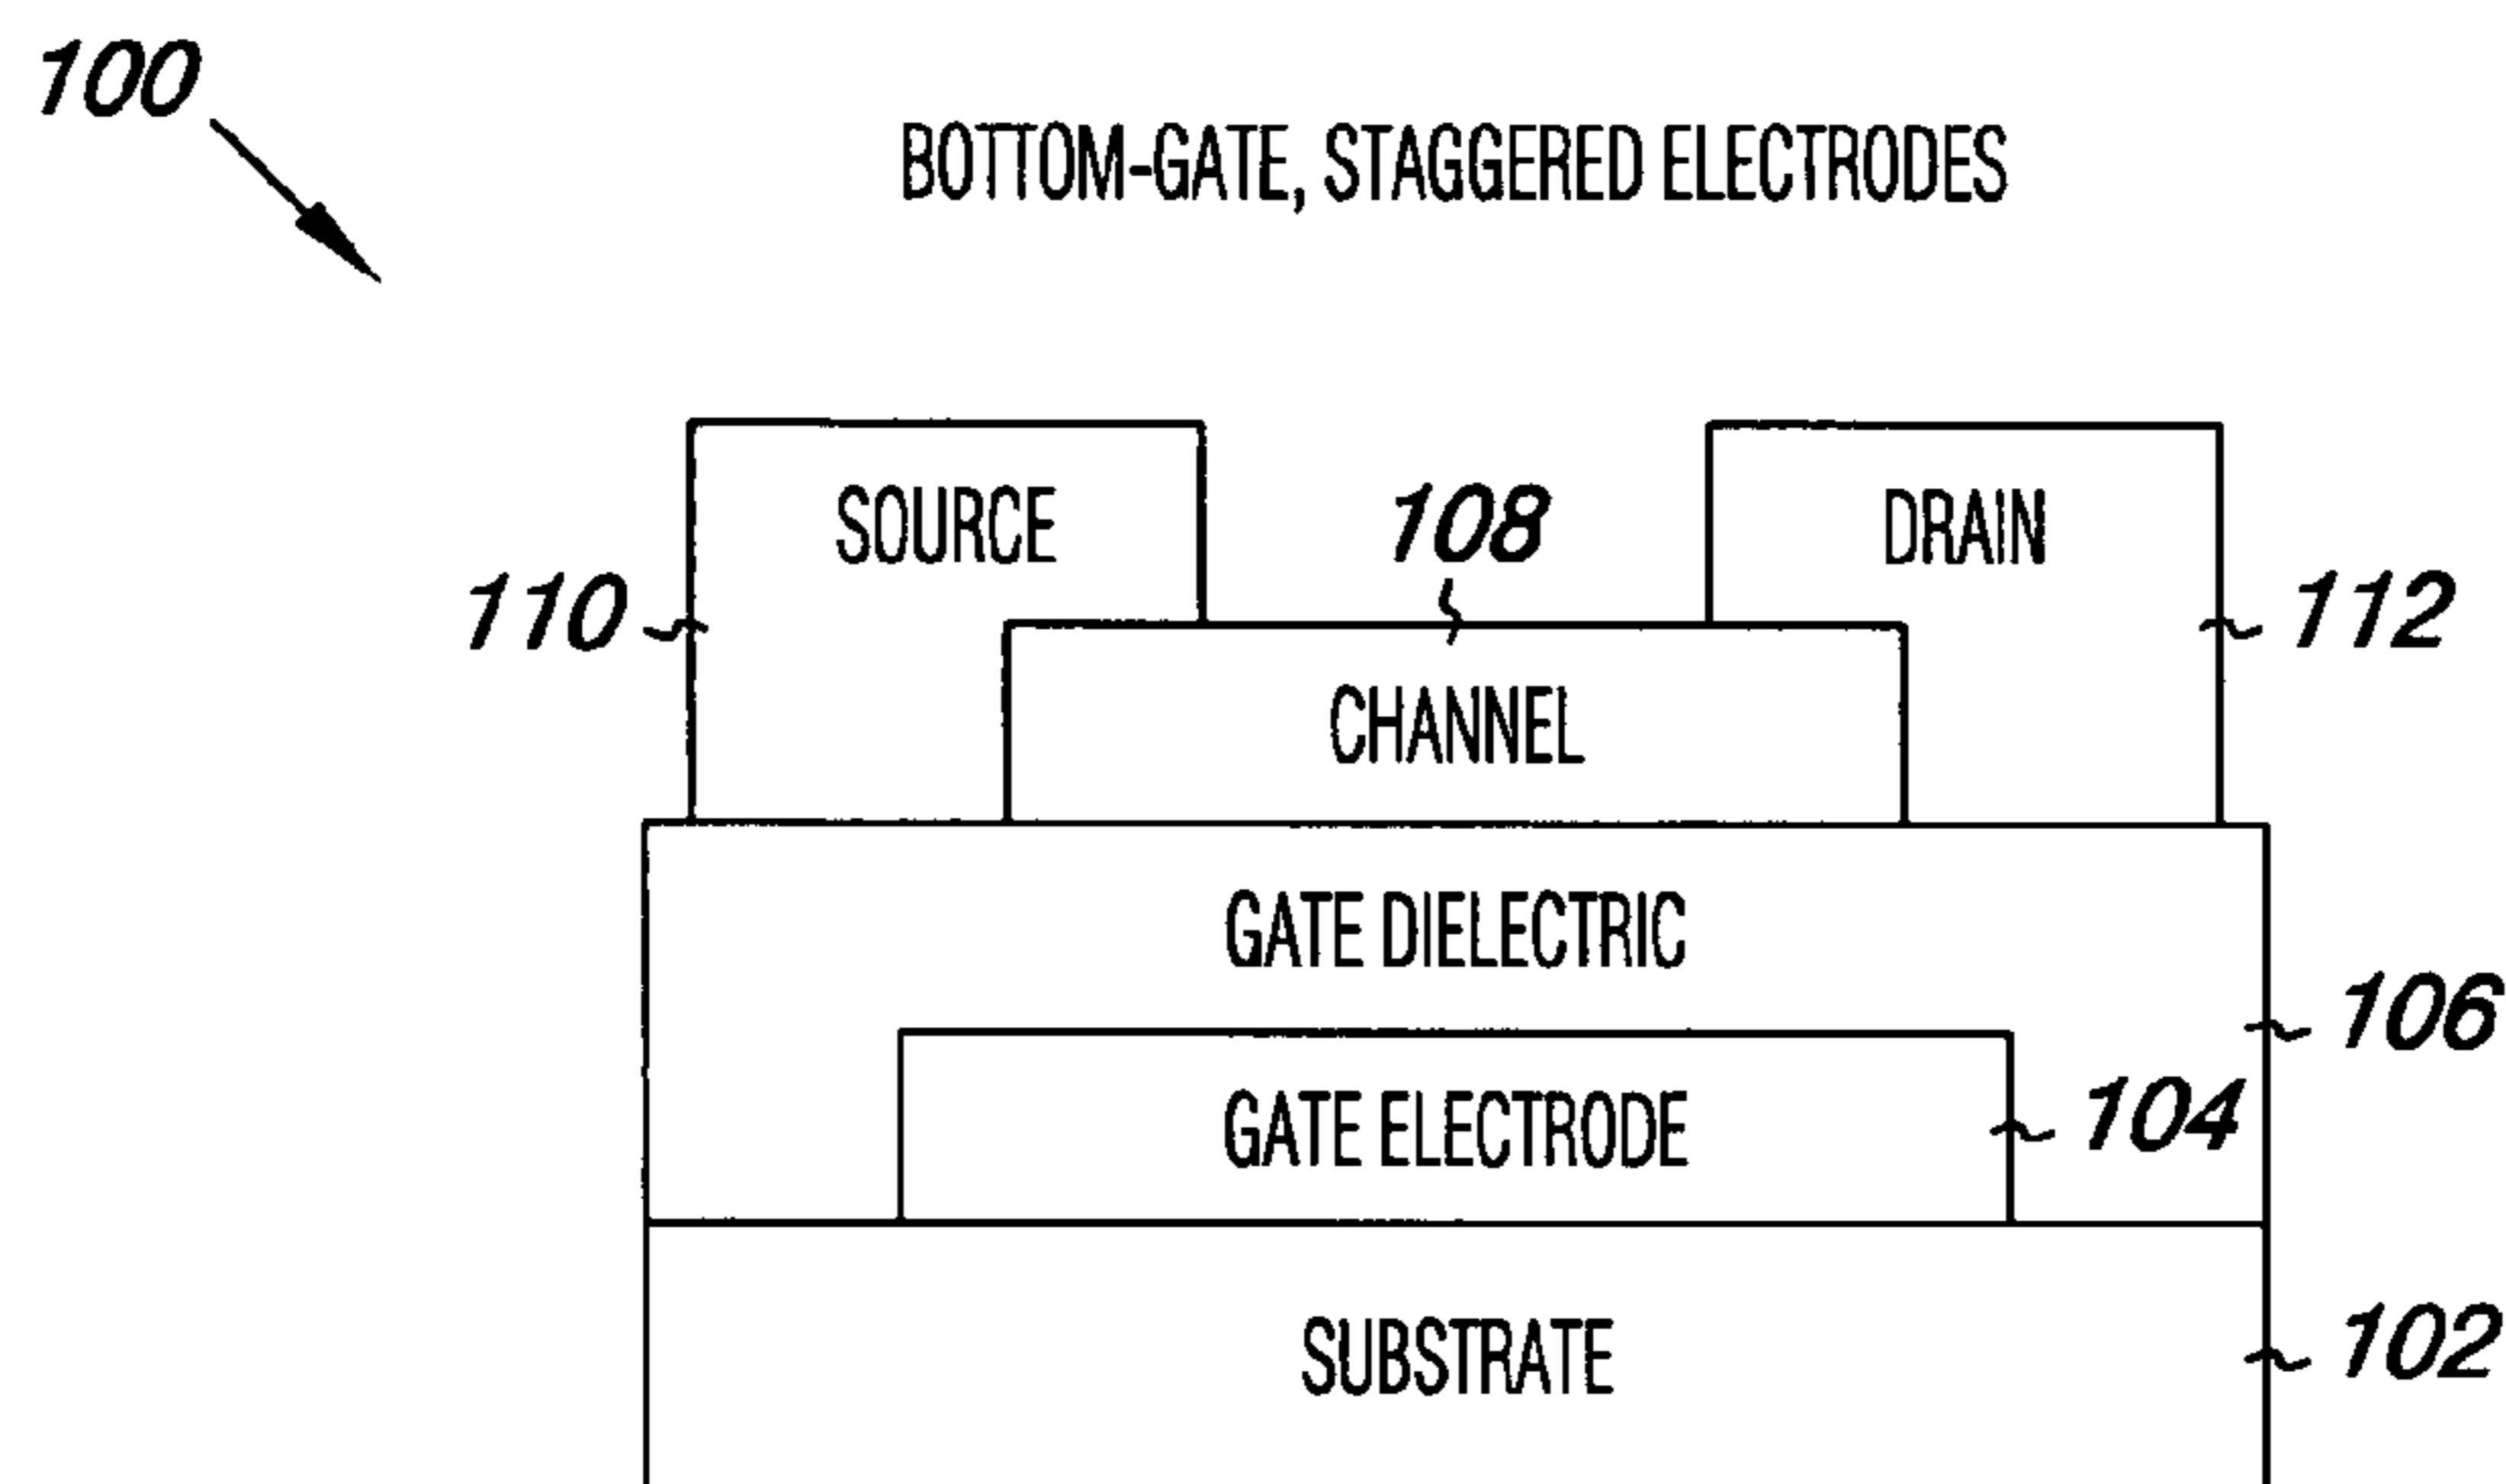 100
BOTTOM-GATE, STAGGERED ELECTRODES
SOURCE
108
DRAIN
110
112
CHANNEL
GATE DIELECTRIC
106
GATE ELECTRODE
104
SUBSTRATE
102